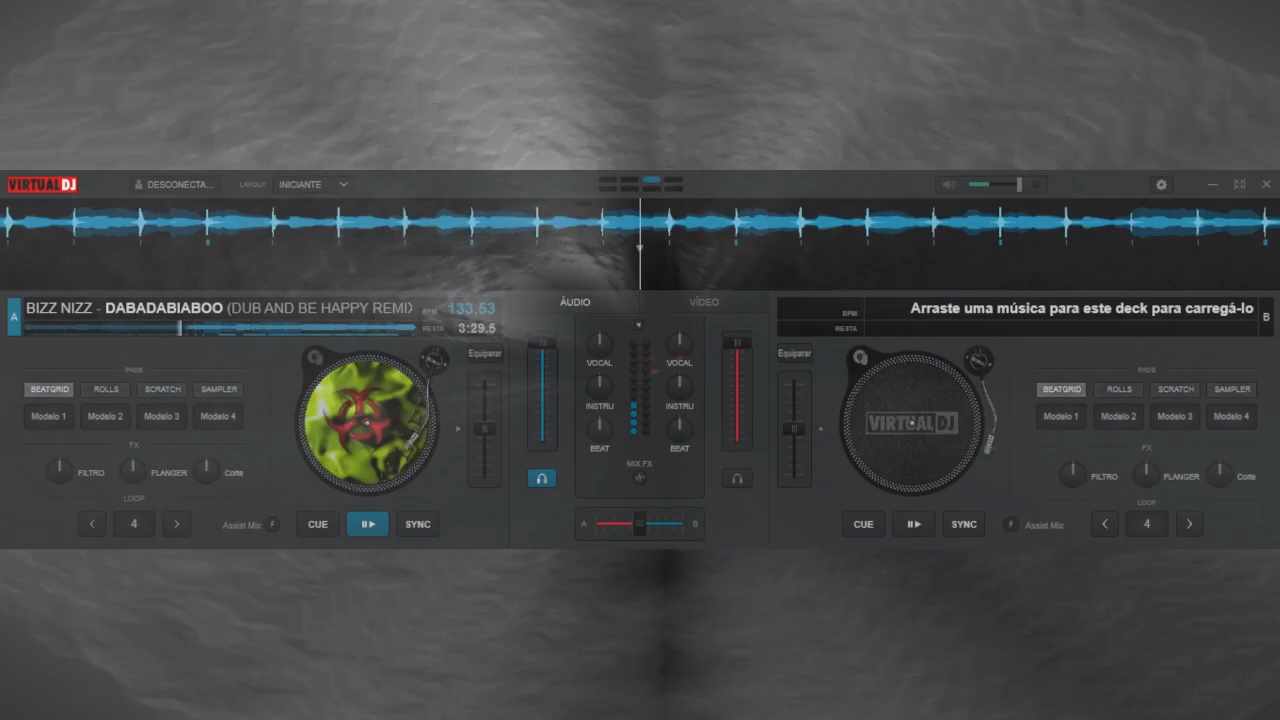 VIRTUALDJ
DESCONECTA...
LAYOUT
INICIANTE
A
BIZZ NIZZ - DABADABIABOO (DUB AND BE HAPPY REMI
BPM
133.53
RESTA
3:29.5
ÁUDIO
VÍDEO
BPM
Arraste uma música para este deck para carregá-lo
RESTA
B
Equiparar
PADS
BEATGRID
ROLLS
SCRATCH
SAMPLER
Modelo 1
Modelo 2
Modelo 3
Modelo 4
FX
FILTRO
FLANGER
Corte
LOOP
4
Assist Mix
CUE
SYNC
VOCAL
VOCAL
INSTRU
INSTRU
BEAT
BEAT
MIX FX
A
B
Equiparar
VIRTUALDJ
PADS
BEATGRID
ROLLS
SCRATCH
SAMPLER
Modelo 1
Modelo 2
Modelo 3
Modelo 4
FX
FILTRO
FLANGER
Corte
LOOP
CUE
SYNC
Assist Mix
4